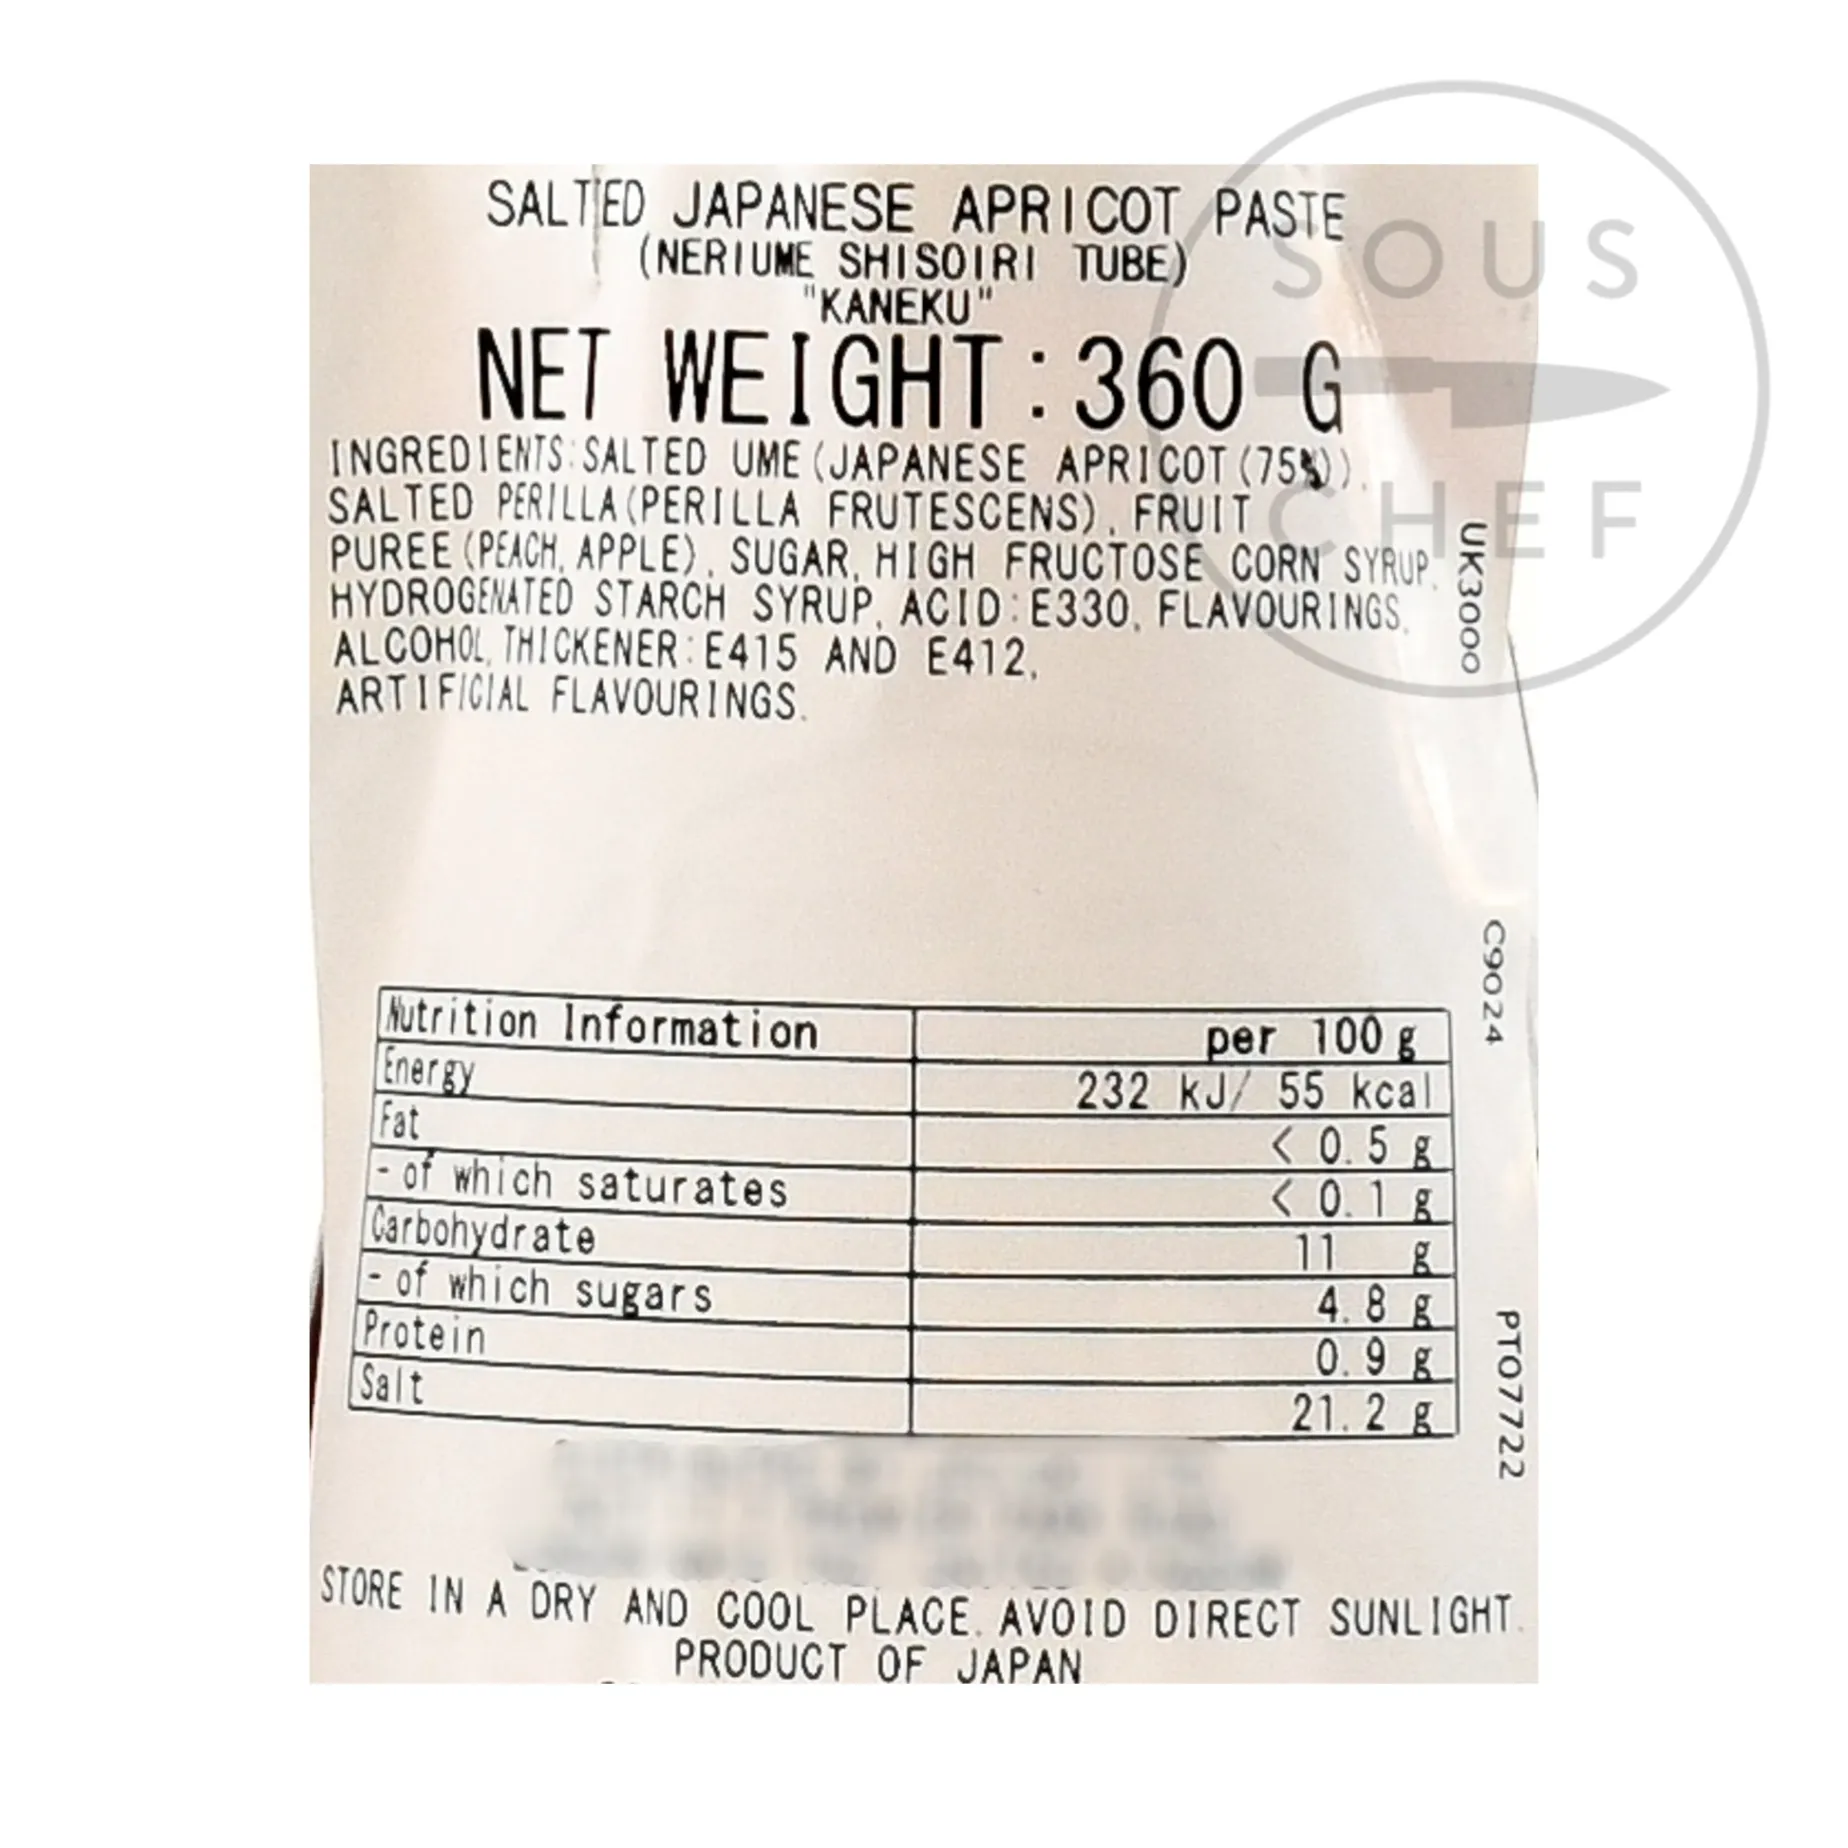 SALTED JAPANESE APRICOT PASTE
(NERIUME SHISOIRI TUBE)
"KANEKU"
NET WEIGHT:360 G
INGREDIENTS:SALTED UME(JAPANESE APRICOT(75%)),
SALTED PERILLA(PERILLA FRUTESCENS), FRUIT
PUREE(PEACH, APPLE), SUGAR, HIGH FRUCTOSE CORN SYRUP,
HYDROGENATED STARCH SYRUP, ACID:E330, FLAVOURINGS,
ALCOHOL, THICKENER:E415 AND E412,
ARTIFICIAL FLAVOURINGS.
SOUS
CHEF
UK3000
C9024
PT07722
Nutrition Information per 100 g
Energy 232 kJ/ 55 kcal
Fat < 0.5 g
- of which saturates < 0.1 g
Carbohydrate 11 g
- of which sugars 4.8 g
Protein 0.9 g
Salt 21.2 g
STORE IN A DRY AND COOL PLACE. AVOID DIRECT SUNLIGHT.
PRODUCT OF JAPAN